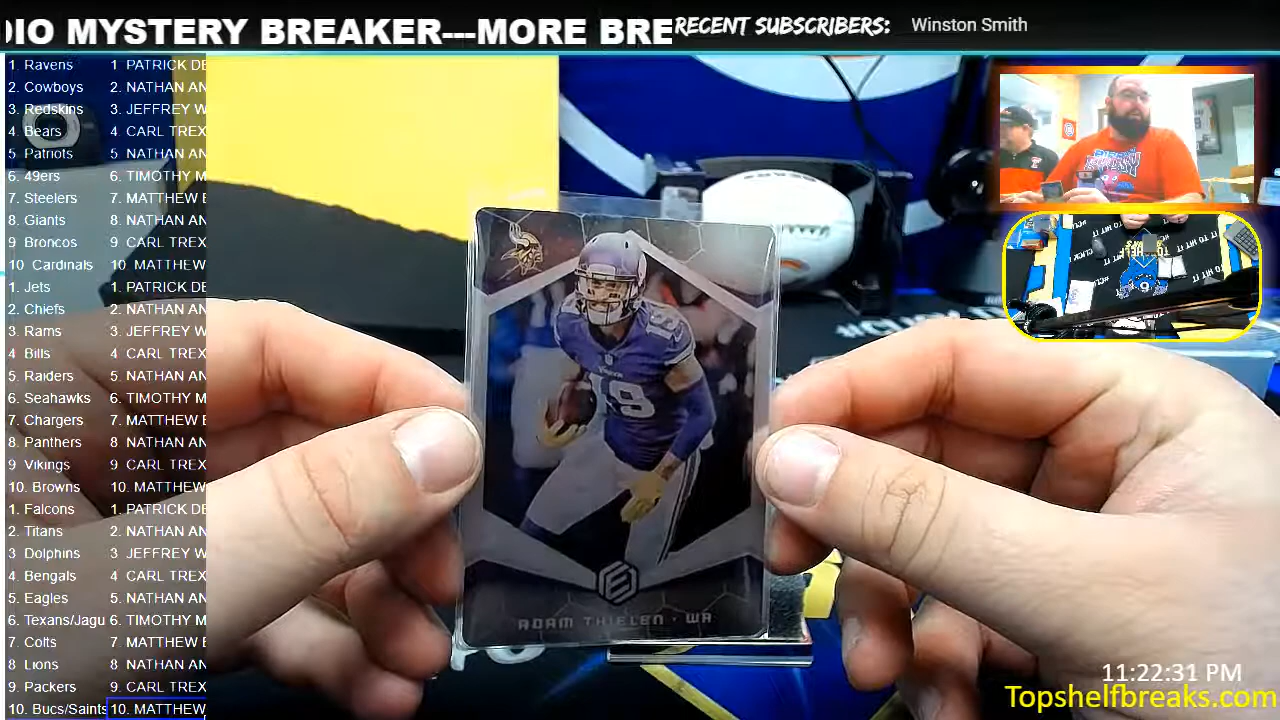 DIO MYSTERY BREAKER---MORE BRE
RECENT SUBSCRIBERS: Winston Smith
1. Ravens 1 PATRICK DE
2. Cowboys 2. NATHAN AN
3. Redskins 3. JEFFREY W
4. Bears 4 CARL TREX
5 Patriots 5 NATHAN AN
6. 49ers 6. TIMOTHY M
7. Steelers 7. MATTHEW B
8. Giants 8. NATHAN AN
9 Broncos 9 CARL TREX
10 Cardinals 10. MATTHEW
1. Jets 1. PATRICK DE
2. Chiefs 2. NATHAN AN
3. Rams 3. JEFFREY W
4 Bills 4 CARL TREX
5. Raiders 5. NATHAN AN
6. Seahawks 6. TIMOTHY M
7. Chargers 7. MATTHEW B
8. Panthers 8 NATHAN AN
9 Vikings 9 CARL TREX
10. Browns 10. MATTHEW
1. Falcons 1. PATRICK DE
2. Titans 2. NATHAN AN
3 Dolphins 3 JEFFREY W
4. Bengals 4 CARL TREX
5. Eagles 5. NATHAN AN
6. Texans/Jagu 6. TIMOTHY M
7 Colts 7 MATTHEW B
8 Lions 8 NATHAN AN
9. Packers 9. CARL TREX
10. Bucs/Saints 10. MATTHEW
19
19
ADAM THIELEN · WR
11:22:31 PM
Topshelfbreaks.com